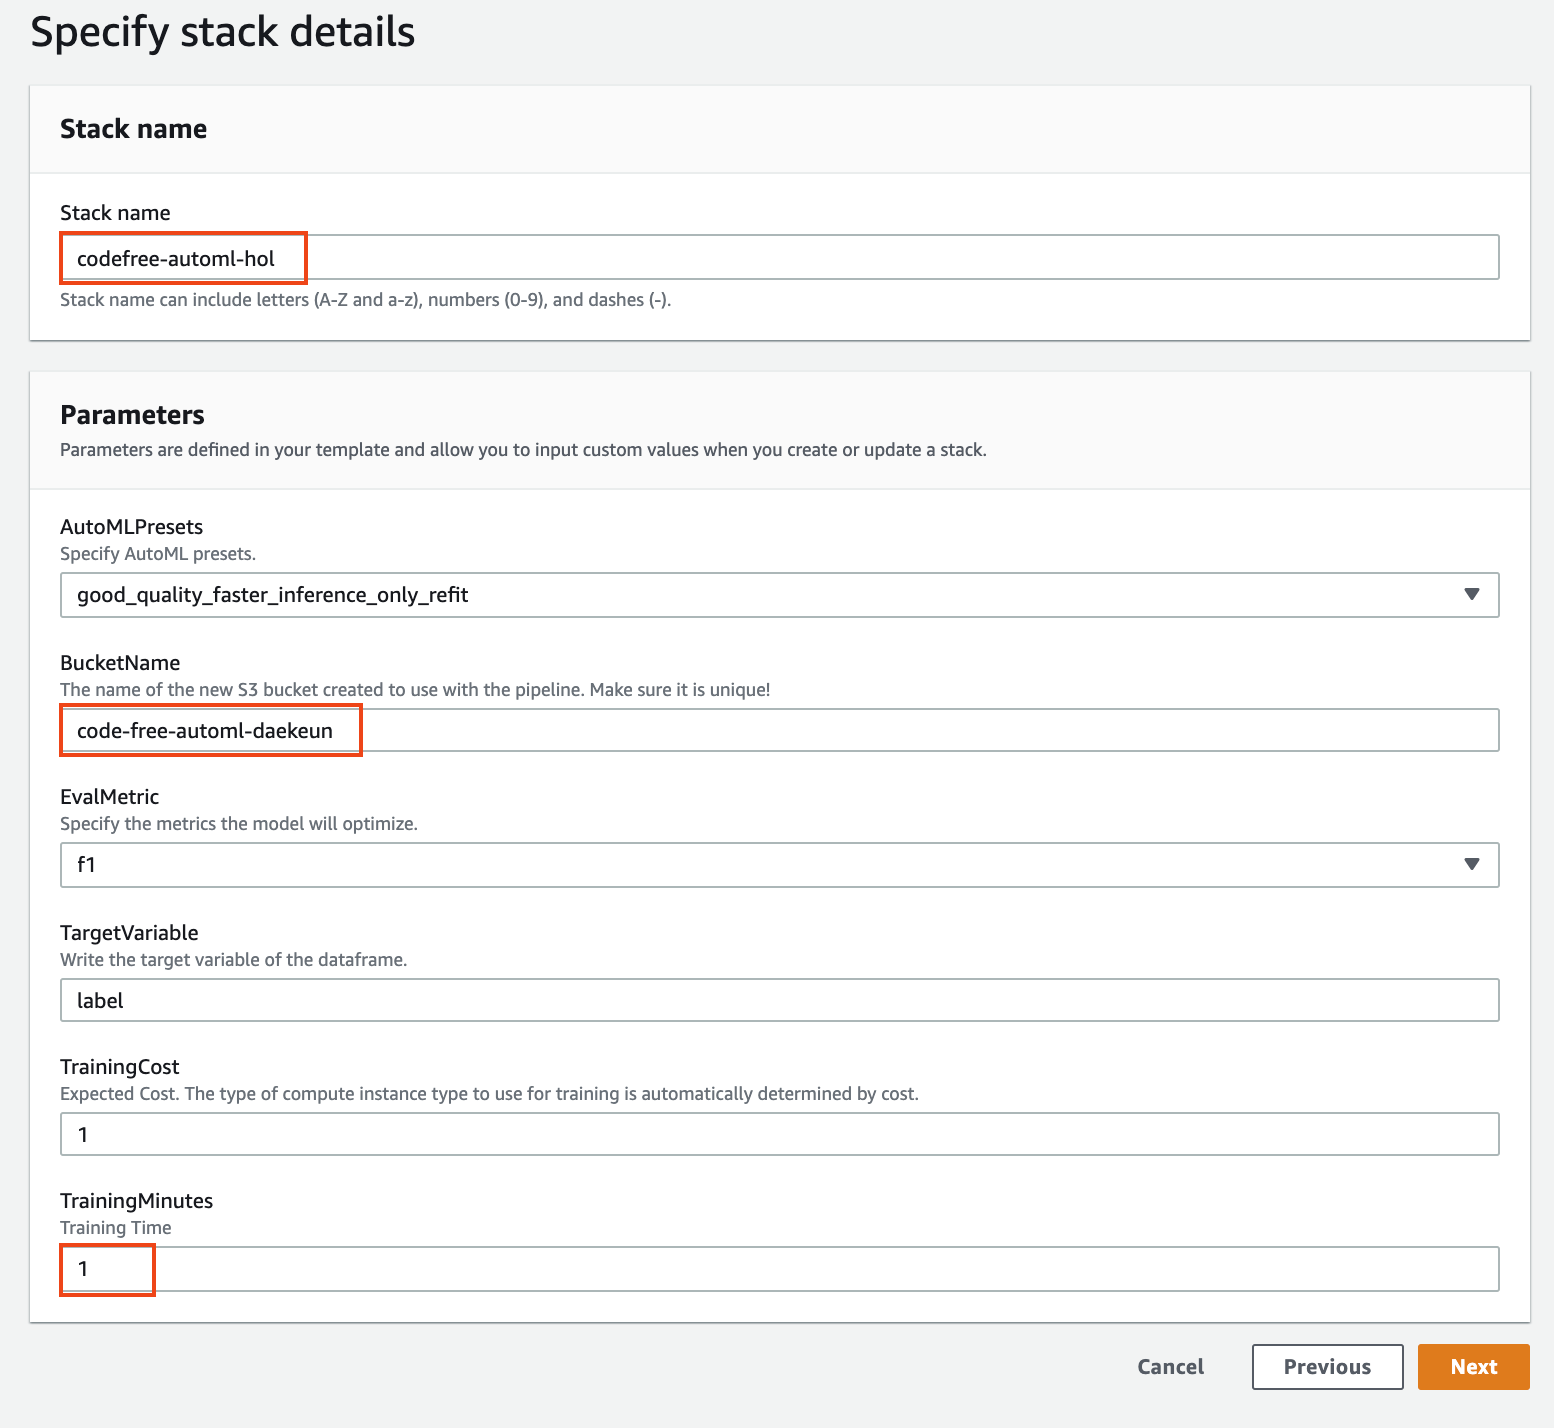 Specify stack details
Stack name
Stack name
codefree-automl-hol
Stack name can include letters (A-Z and a-z), numbers (0-9), and dashes (-).
Parameters
Parameters are defined in your template and allow you to input custom values when you create or update a stack.
AutoMLPresets
Specify AutoML presets.
good_quality_faster_inference_only_refit
BucketName
The name of the new S3 bucket created to use with the pipeline. Make sure it is unique!
code-free-automl-daekeun
EvalMetric
Specify the metrics the model will optimize.
f1
TargetVariable
Write the target variable of the dataframe.
label
TrainingCost
Expected Cost. The type of compute instance type to use for training is automatically determined by cost.
1
TrainingMinutes
Training Time
1
Cancel Previous Next